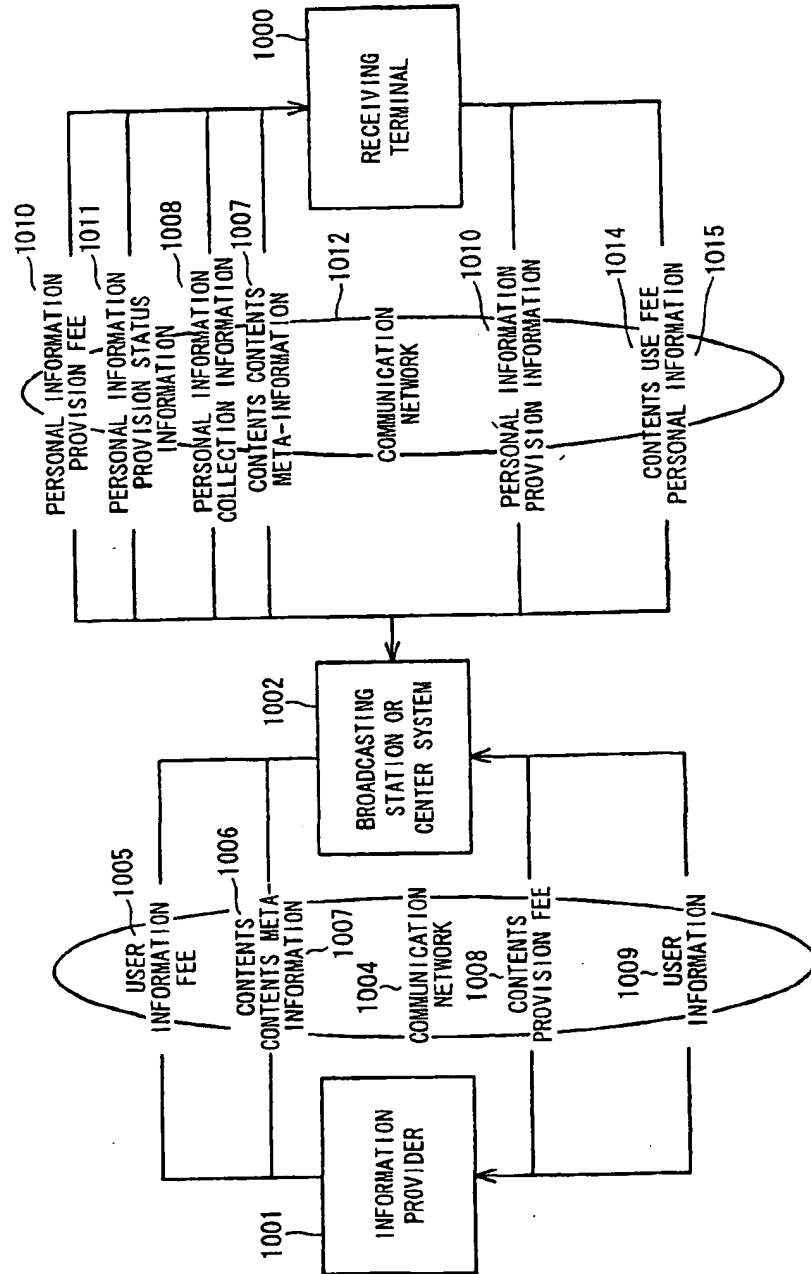 1001
INFORMATION
PROVIDER
1005
USER
INFORMATION
FEE
1006
CONTENTS
CONTENTS META-
INFORMATION
1007
1004
COMMUNICATION
NETWORK
1008
CONTENTS
PROVISION FEE
1009
USER
INFORMATION
1002
BROADCASTING
STATION OR
CENTER SYSTEM
1010
PERSONAL INFORMATION
PROVISION FEE
1011
PERSONAL INFORMATION
PROVISION STATUS
INFORMATION
1008
PERSONAL INFORMATION
COLLECTION INFORMATION
1007
CONTENTS CONTENTS
META-INFORMATION
1012
COMMUNICATION
NETWORK
1010
PERSONAL INFORMATION
PROVISION INFORMATION
1014
CONTENTS USE FEE
PERSONAL INFORMATION
1015
1000
RECEIVING
TERMINAL